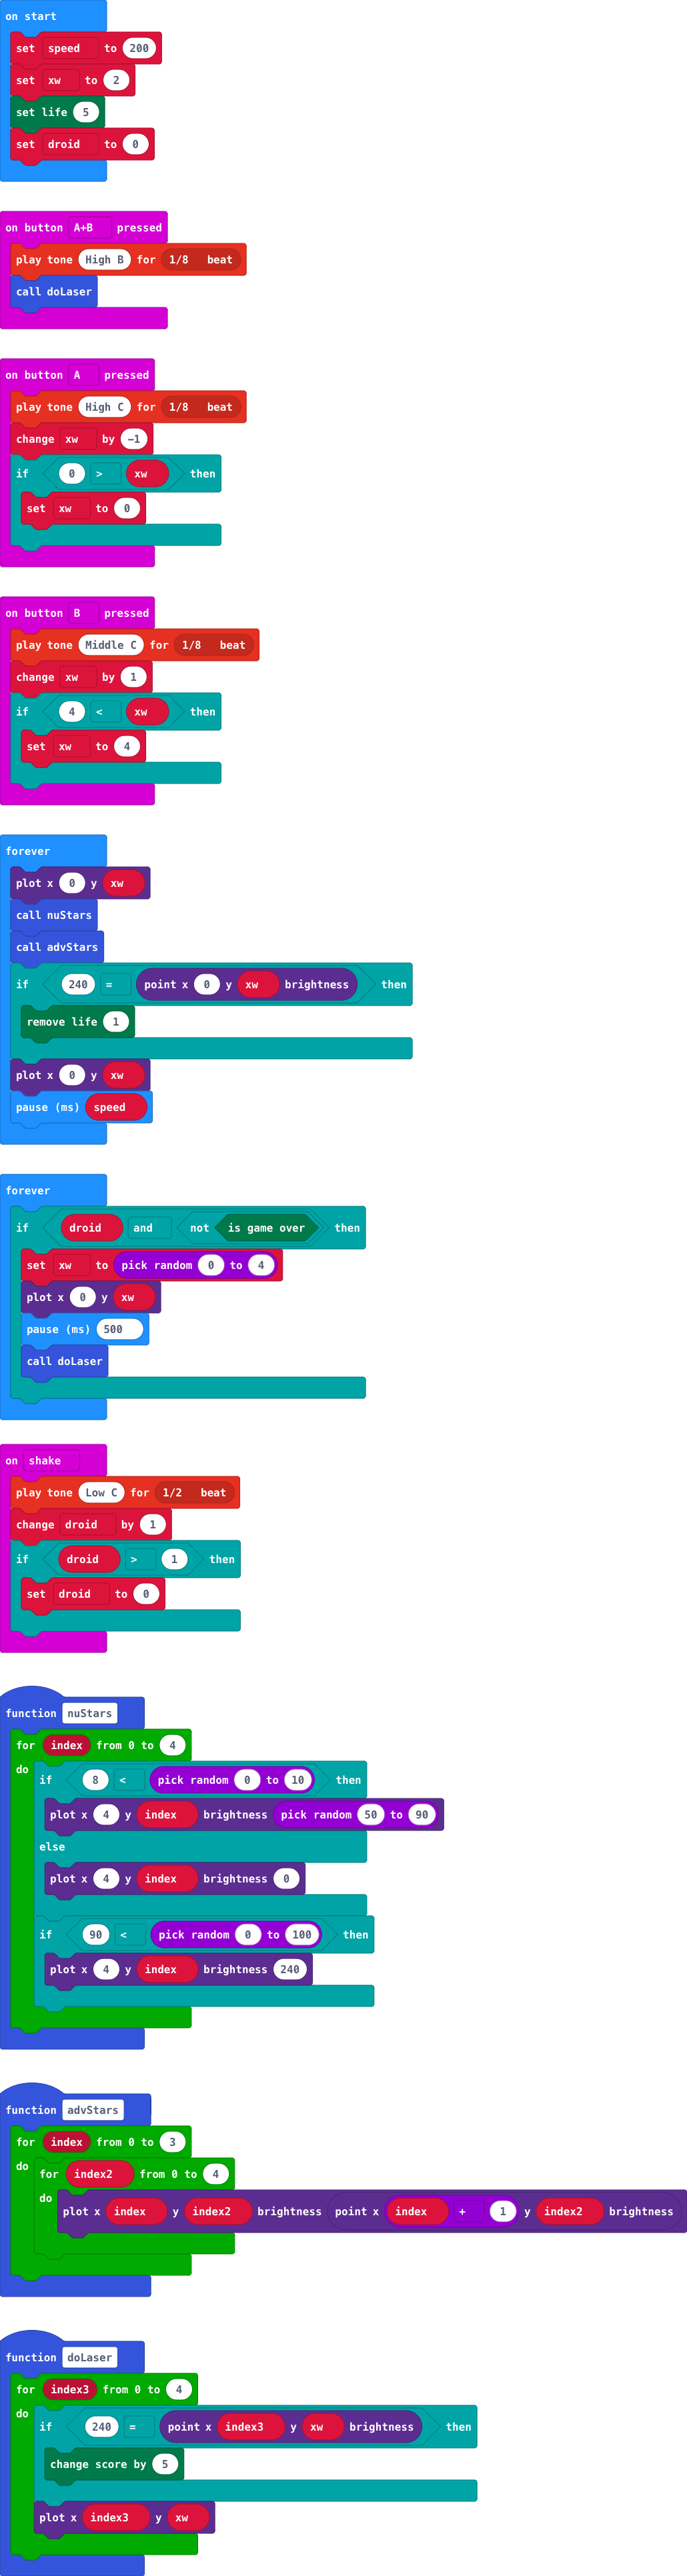 on start
set speed to 200
set xw to 2
set life 5
set droid to 0
on button A+B pressed
play tone High B for 1/8 beat
call doLaser
on button A pressed
play tone High C for 1/8 beat
change xw by −1
if 0 > xw then
set xw to 0
on button B pressed
play tone Middle C for 1/8 beat
change xw by 1
if 4 < xw then
set xw to 4
forever
plot x 0 y xw
call nuStars
call advStars
if 240 = point x 0 y xw brightness then
remove life 1
plot x 0 y xw
pause (ms) speed
forever
if droid and not is game over then
set xw to pick random 0 to 4
plot x 0 y xw
pause (ms) 500
call doLaser
on shake
play tone Low C for 1/2 beat
change droid by 1
if droid > 1 then
set droid to 0
function nuStars
for index from 0 to 4
do
if 8 < pick random 0 to 10 then
plot x 4 y index brightness pick random 50 to 90
else
plot x 4 y index brightness 0
if 90 < pick random 0 to 100 then
plot x 4 y index brightness 240
function advStars
for index from 0 to 3
do
for index2 from 0 to 4
do
plot x index y index2 brightness point x index + 1 y index2 brightness
function doLaser
for index3 from 0 to 4
do
if 240 = point x index3 y xw brightness then
change score by 5
plot x index3 y xw